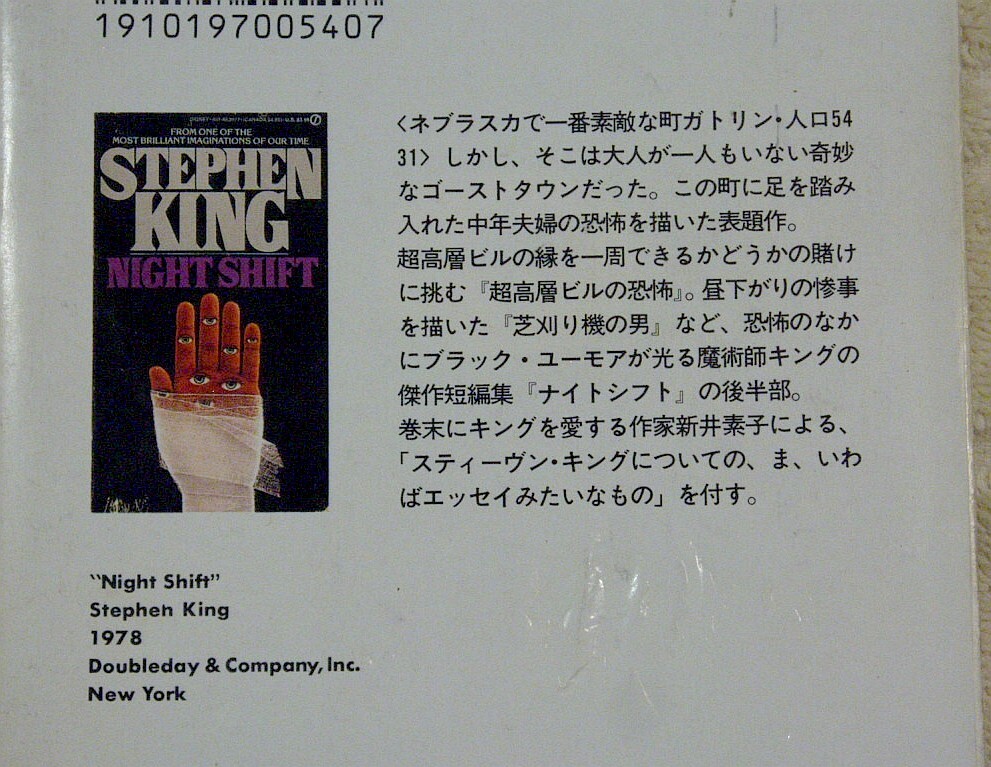 1910197005407
FROM ONE OF THE
MOST BRILLIANT IMAGINATIONS OF OUR TIME
STEPHEN
KING
NIGHT SHIFT
〈ネブラスカで一番素敵な町ガトリン・人口54
31〉しかし、そこは大人が一人もいない奇妙
なゴーストタウンだった。この町に足を踏み
入れた中年夫婦の恐怖を描いた表題作。
超高層ビルの縁を一周できるかどうかの賭け
に挑む『超高層ビルの恐怖』。昼下がりの惨事
を描いた『芝刈り機の男』など、恐怖のなか
にブラック・ユーモアが光る魔術師キングの
傑作短編集『ナイトシフト』の後半部。
巻末にキングを愛する作家新井素子による、
「スティーヴン・キングについての、ま、いわ
ばエッセイみたいなもの」を付す。
"Night Shift"
Stephen King
1978
Doubleday & Company, Inc.
New York